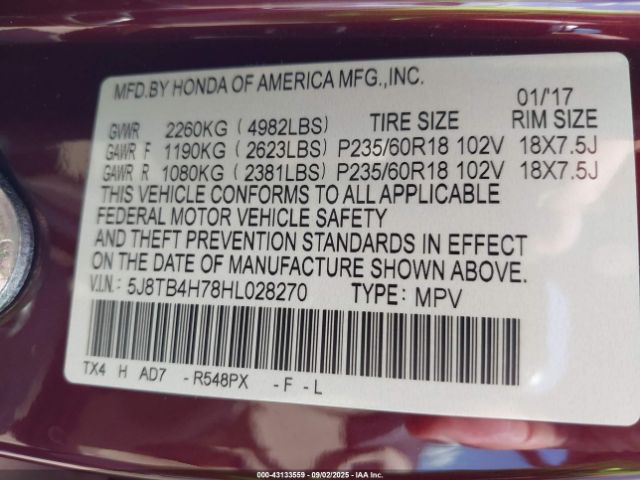 MFD.BY HONDA OF AMERICA MFG.,INC.
01/'17
GVWR 2260KG (4982LBS) TIRE SIZE RIM SIZE
GAWR F 1190KG (2623LBS) P235/60R18 102V 18X7.5J
GAWR R 1080KG (2381LBS) P235/60R18 102V 18X7.5J
THIS VEHICLE CONFORMS TO ALL APPLICABLE
FEDERAL MOTOR VEHICLE SAFETY
AND THEFT PREVENTION STANDARDS IN EFFECT
ON THE DATE OF MANUFACTURE SHOWN ABOVE.
V.I.N.: 5J8TB4H78HL028270 TYPE: MPV
TX4 H AD7 - R548PX - F - L
000-43133559 - 09/02/2025 - IAA Inc.